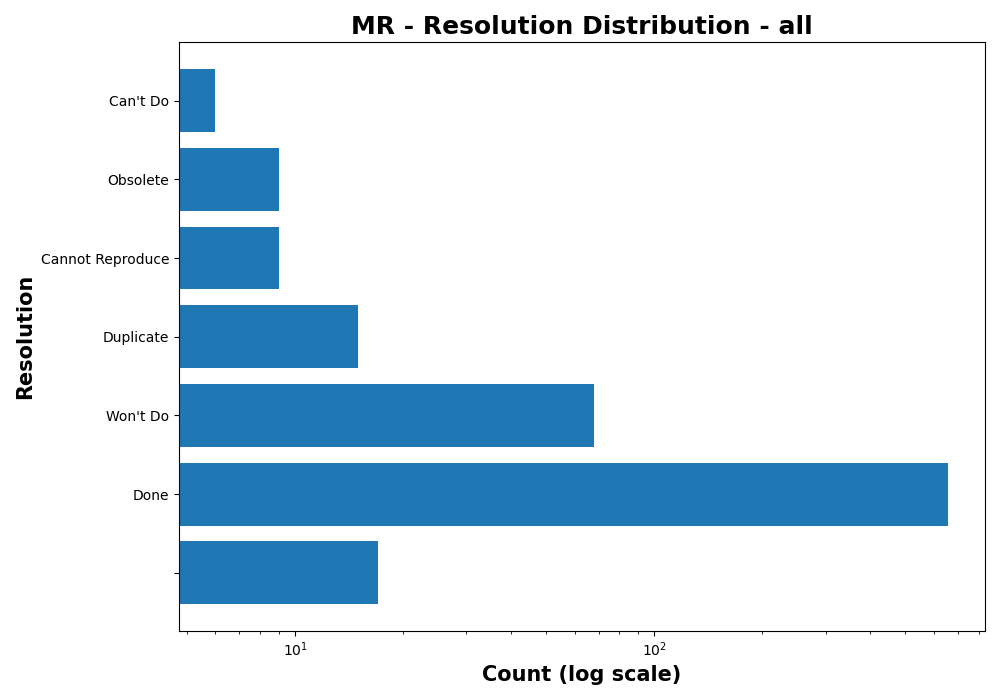 MR - Resolution Distribution - all
Can't Do
Obsolete
Cannot Reproduce
Duplicate
Won't Do
Done
Resolution
10¹
10²
Count (log scale)